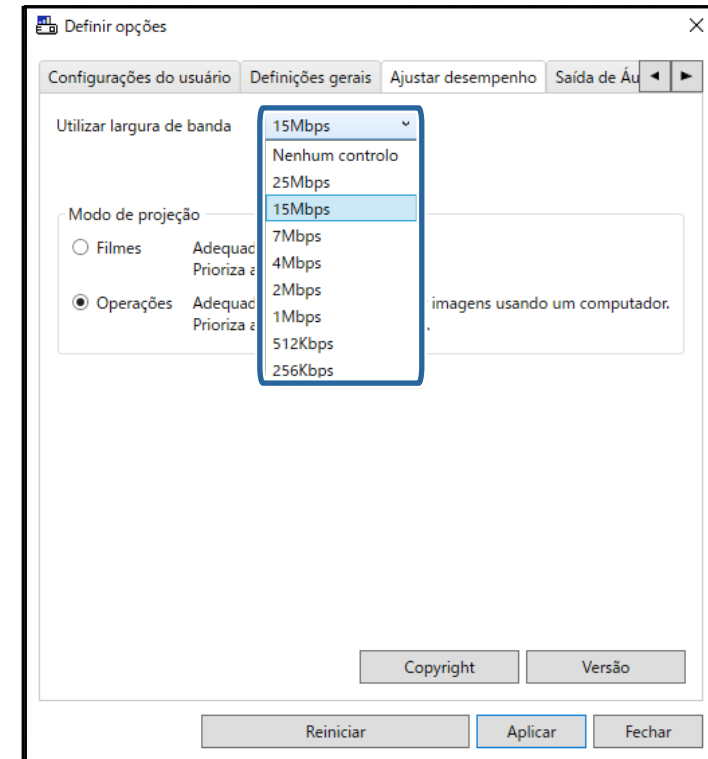 Definir opções
Configurações do usuário Definições gerais Ajustar desempenho Saída de Áu
Utilizar largura de banda 15Mbps
Nenhum controlo
25Mbps
15Mbps
7Mbps
4Mbps
2Mbps
1Mbps
512Kbps
256Kbps
Modo de projeção
Filmes Adequad
Prioriza a
Operações Adequad r imagens usando um computador.
Prioriza a .
Copyright Versão
Reiniciar Aplicar Fechar